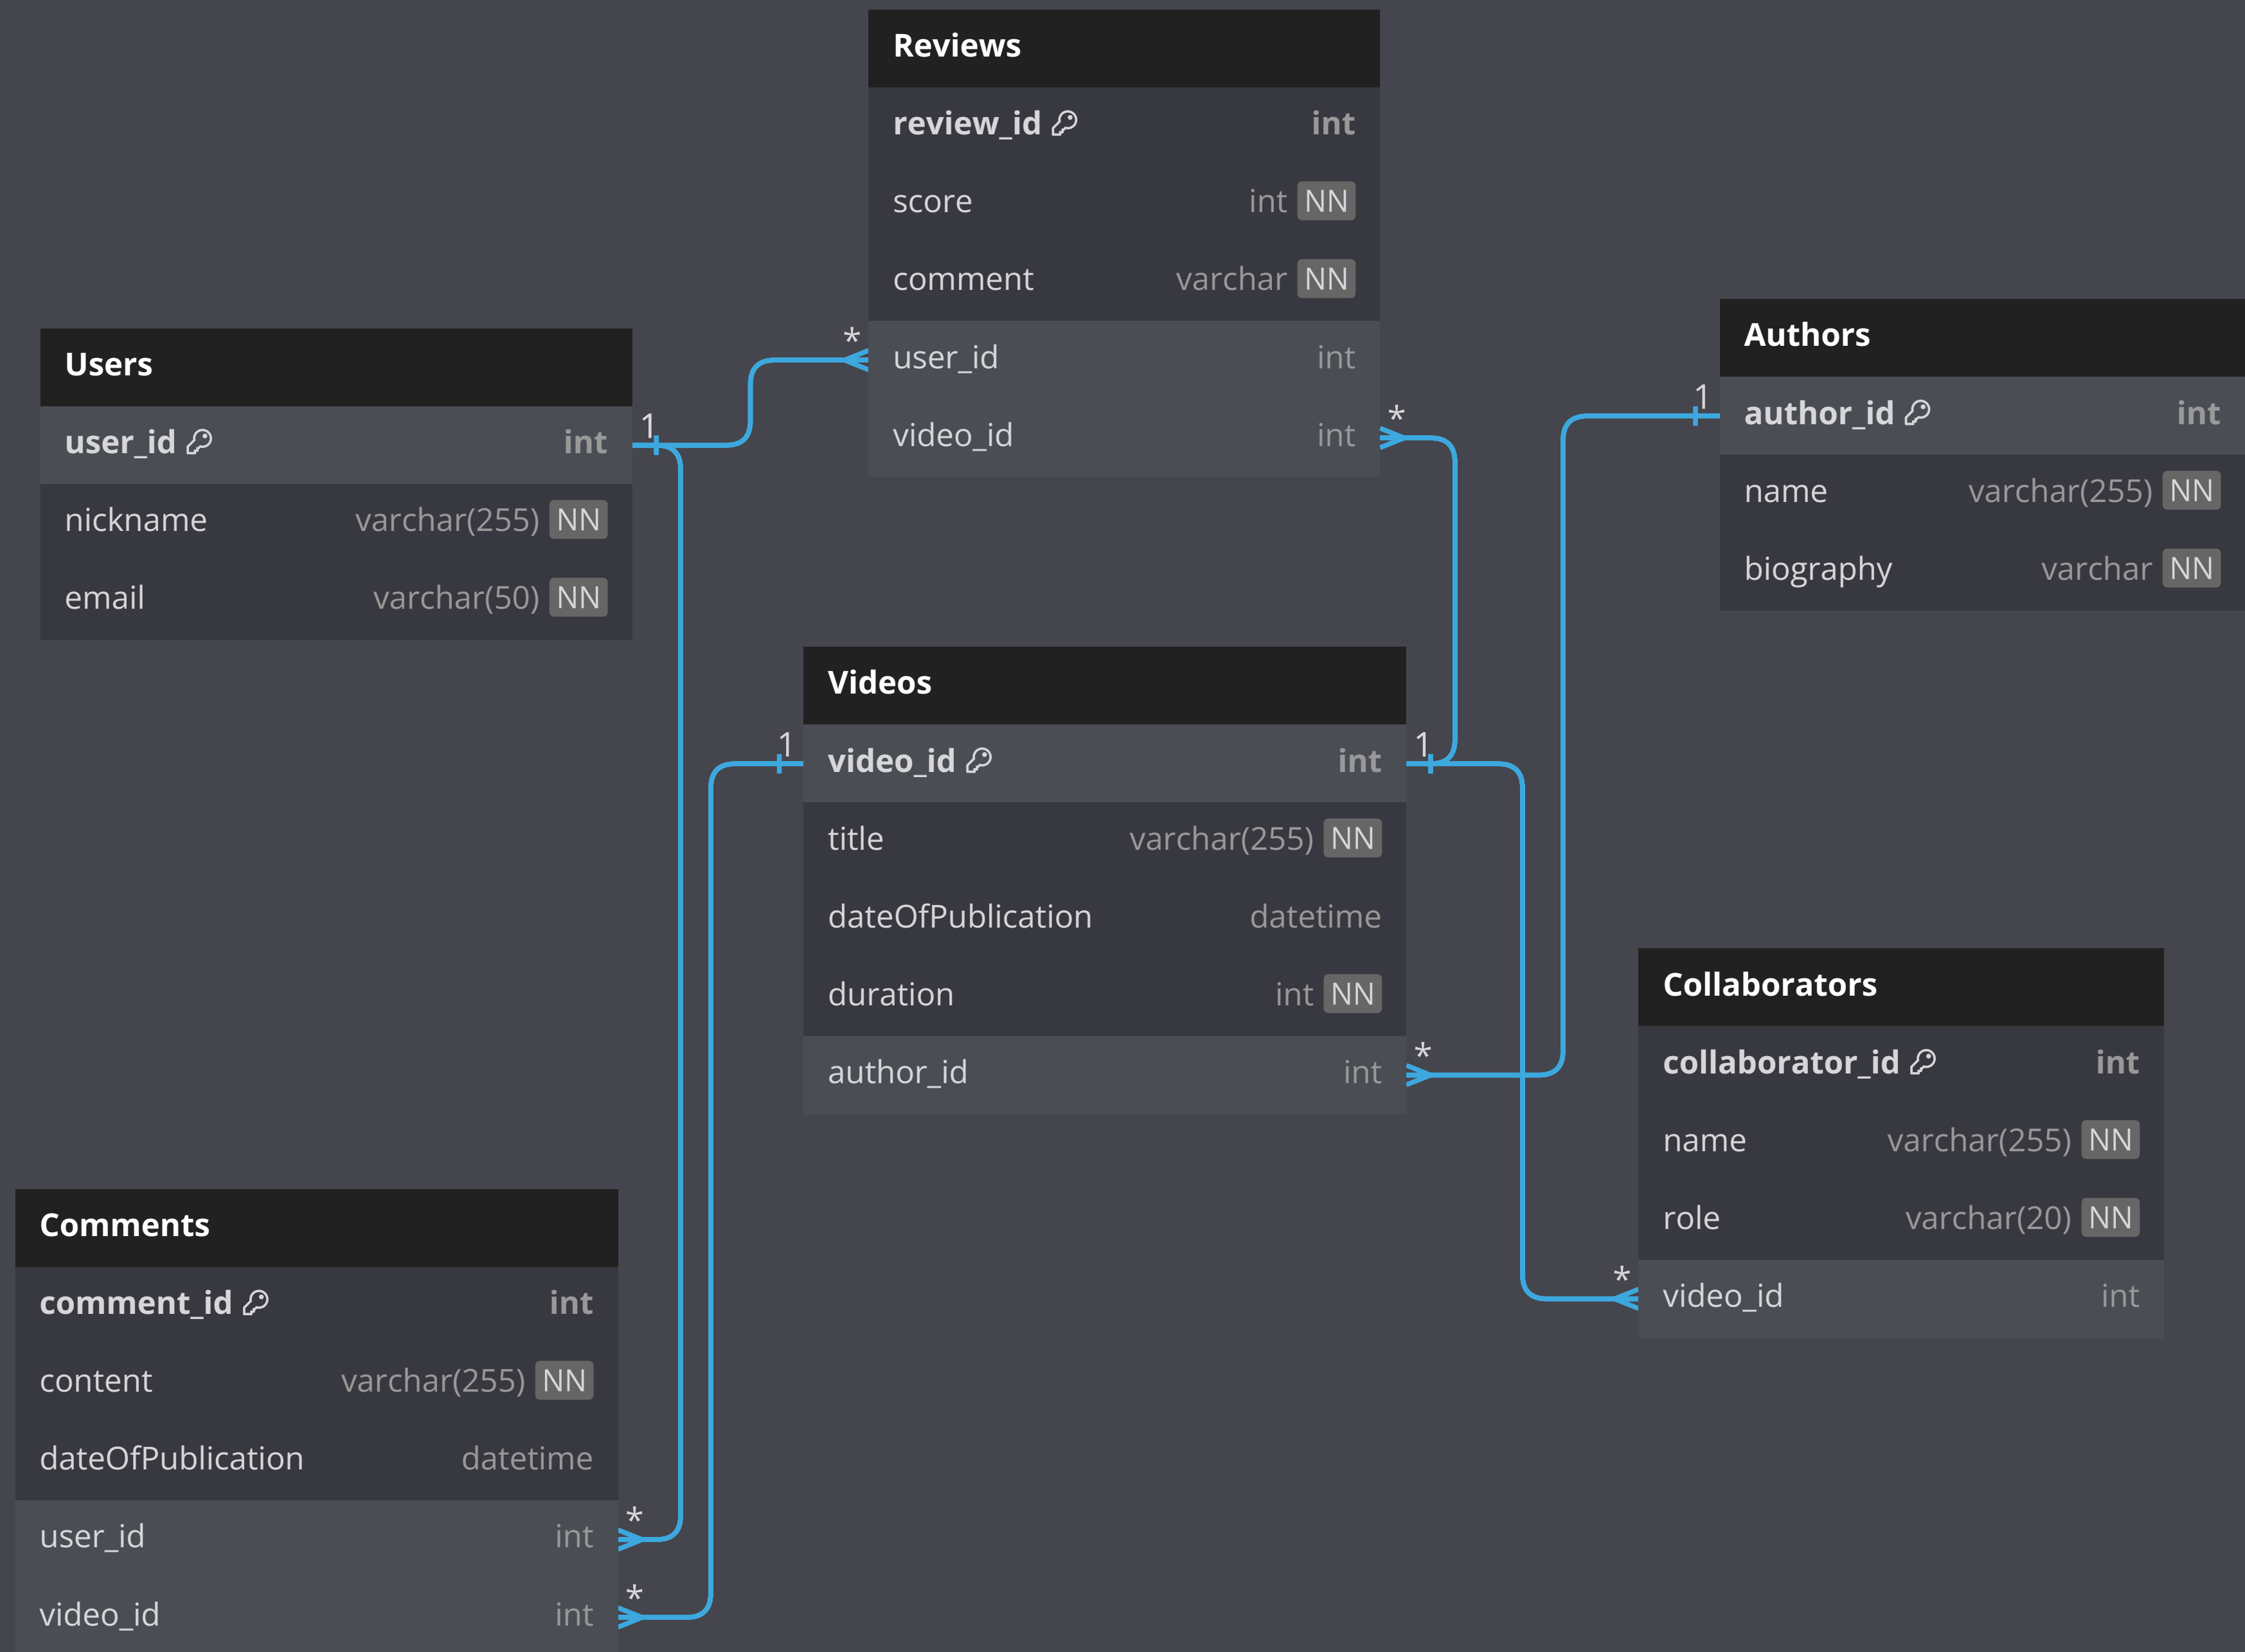 Reviews
review_id int
score int NN
comment varchar NN
user_id int
video_id int
Users
user_id int
nickname varchar(255) NN
email varchar(50) NN
Authors
author_id int
name varchar(255) NN
biography varchar NN
Videos
video_id int
title varchar(255) NN
dateOfPublication datetime
duration int NN
author_id int
Collaborators
collaborator_id int
name varchar(255) NN
role varchar(20) NN
video_id int
Comments
comment_id int
content varchar(255) NN
dateOfPublication datetime
user_id int
video_id int
1
*
*
1
1
1
*
*
*
*